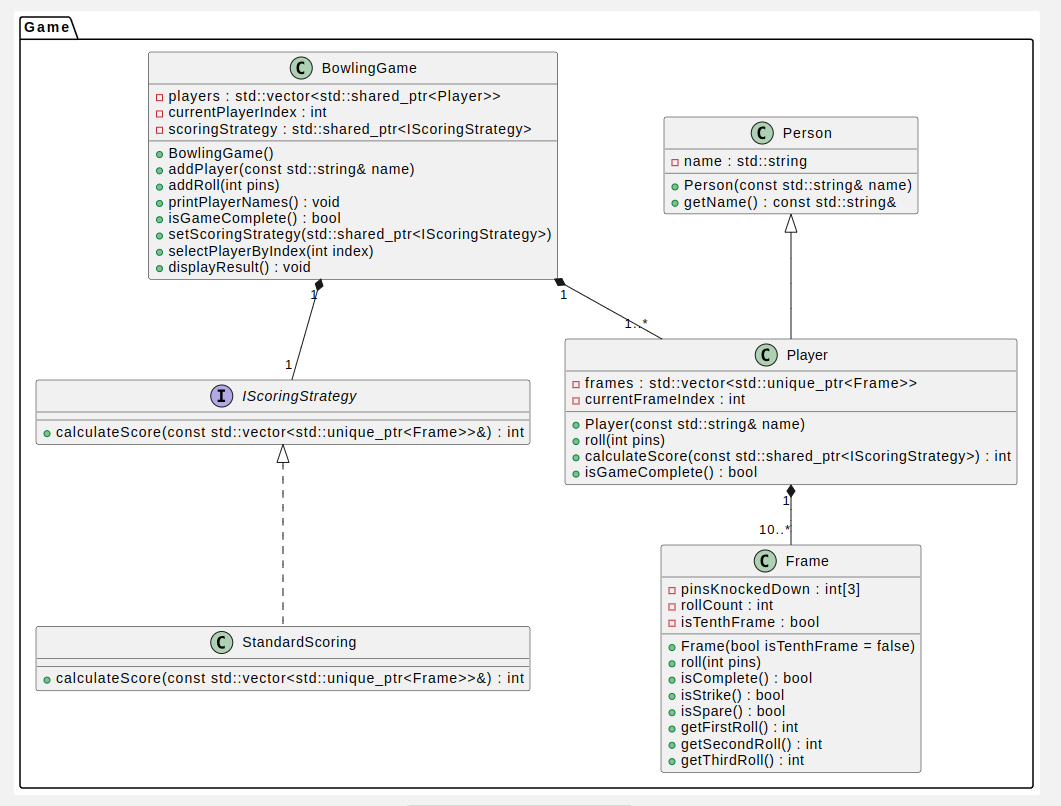 Game
C BowlingGame
players : std::vector<std::shared_ptr<Player>>
currentPlayerIndex : int
scoringStrategy : std::shared_ptr<IScoringStrategy>
BowlingGame()
addPlayer(const std::string& name)
addRoll(int pins)
printPlayerNames() : void
isGameComplete() : bool
setScoringStrategy(std::shared_ptr<IScoringStrategy>)
selectPlayerByIndex(int index)
displayResult() : void
C Person
name : std::string
Person(const std::string& name)
getName() : const std::string&
1
1
1
1..*
I IScoringStrategy
calculateScore(const std::vector<std::unique_ptr<Frame>>&) : int
C Player
frames : std::vector<std::unique_ptr<Frame>>
currentFrameIndex : int
Player(const std::string& name)
roll(int pins)
calculateScore(const std::shared_ptr<IScoringStrategy>) : int
isGameComplete() : bool
1
10..*
C StandardScoring
calculateScore(const std::vector<std::unique_ptr<Frame>>&) : int
C Frame
pinsKnockedDown : int[3]
rollCount : int
isTenthFrame : bool
Frame(bool isTenthFrame = false)
roll(int pins)
isComplete() : bool
isStrike() : bool
isSpare() : bool
getFirstRoll() : int
getSecondRoll() : int
getThirdRoll() : int